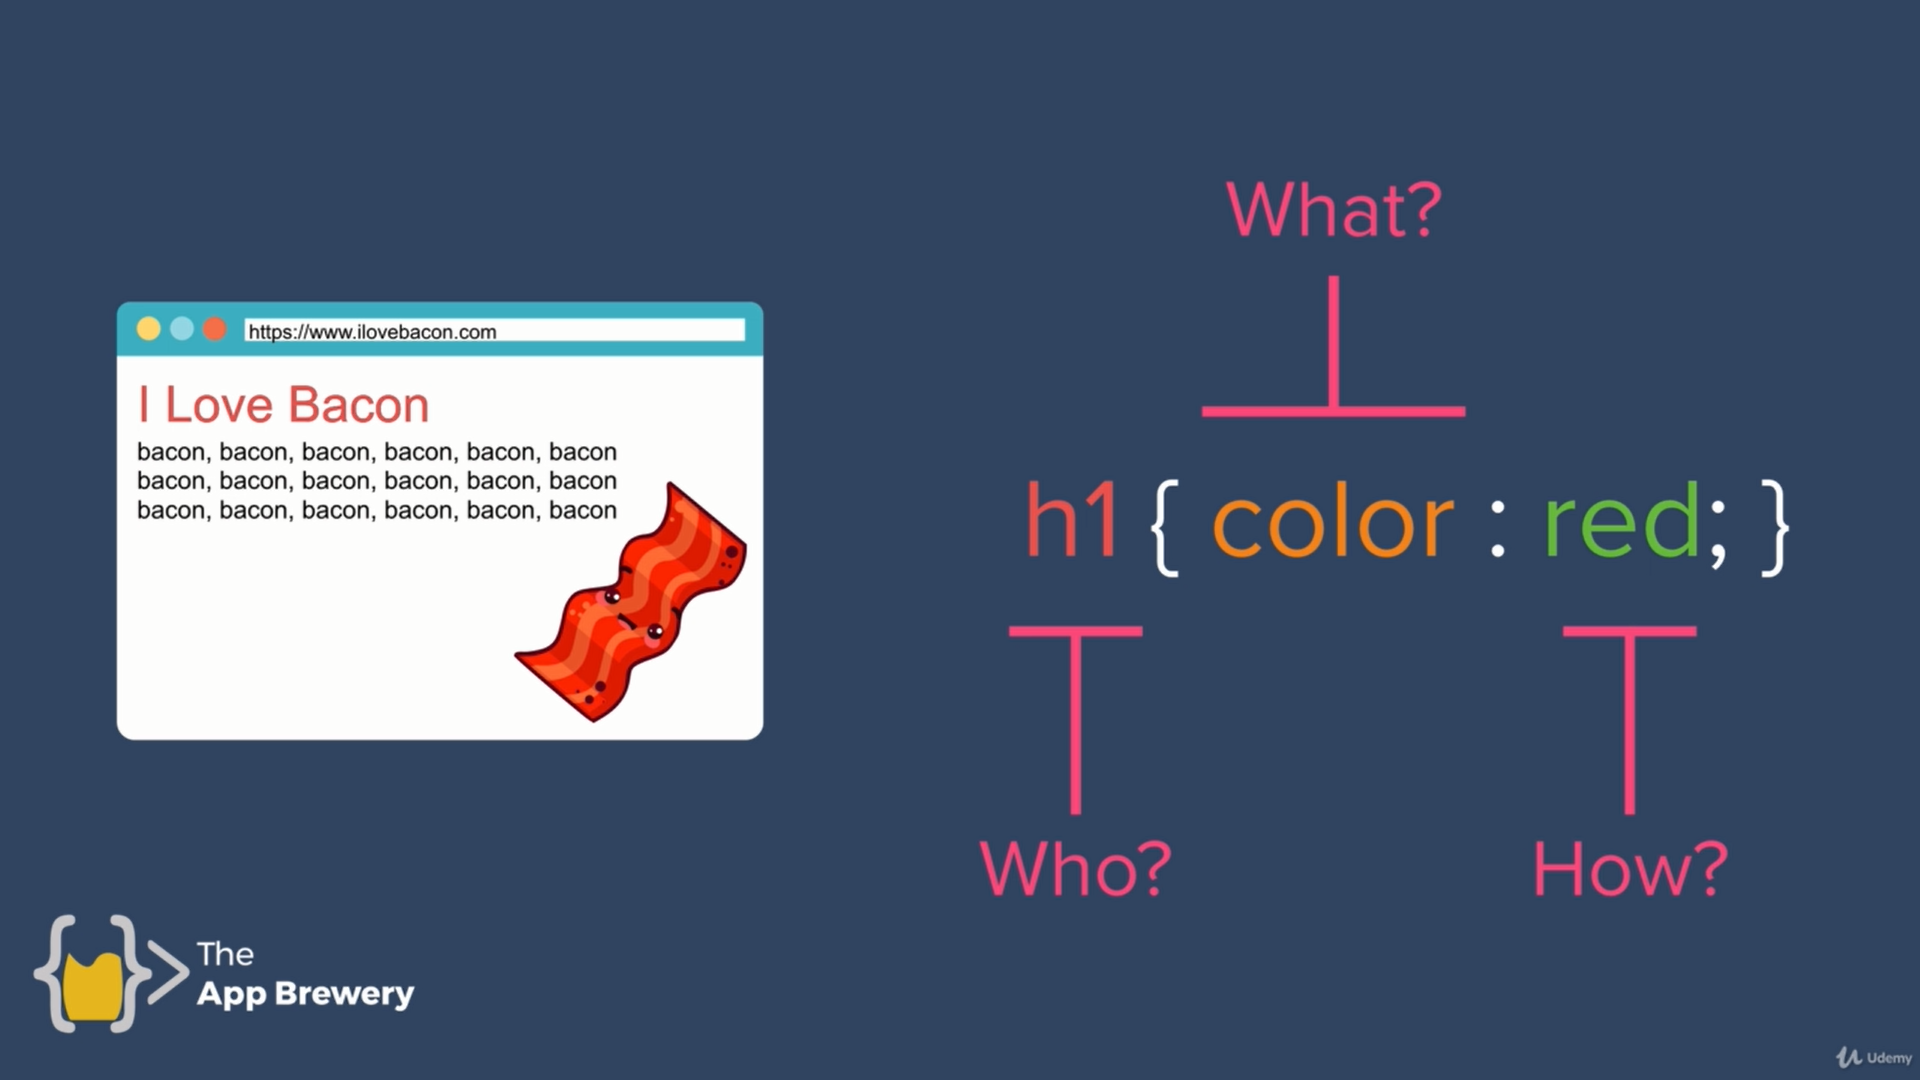 https://www.ilovebacon.com
I Love Bacon
bacon, bacon, bacon, bacon, bacon, bacon
bacon, bacon, bacon, bacon, bacon, bacon
bacon, bacon, bacon, bacon, bacon, bacon
What?
h1 { color : red; }
Who?
How?
The
App Brewery
Udemy